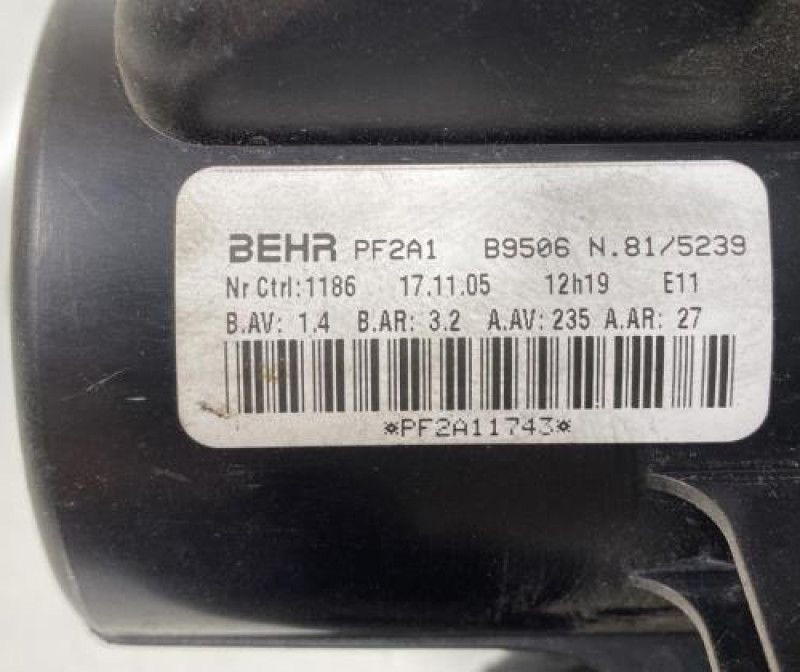 BEHR PF2A1 B9506 N.81/5239
Nr Ctrl:1186 17.11.05 12h19 E11
B.AV: 1.4 B.AR: 3.2 A.AV: 235 A.AR: 27
*PF2A11743*